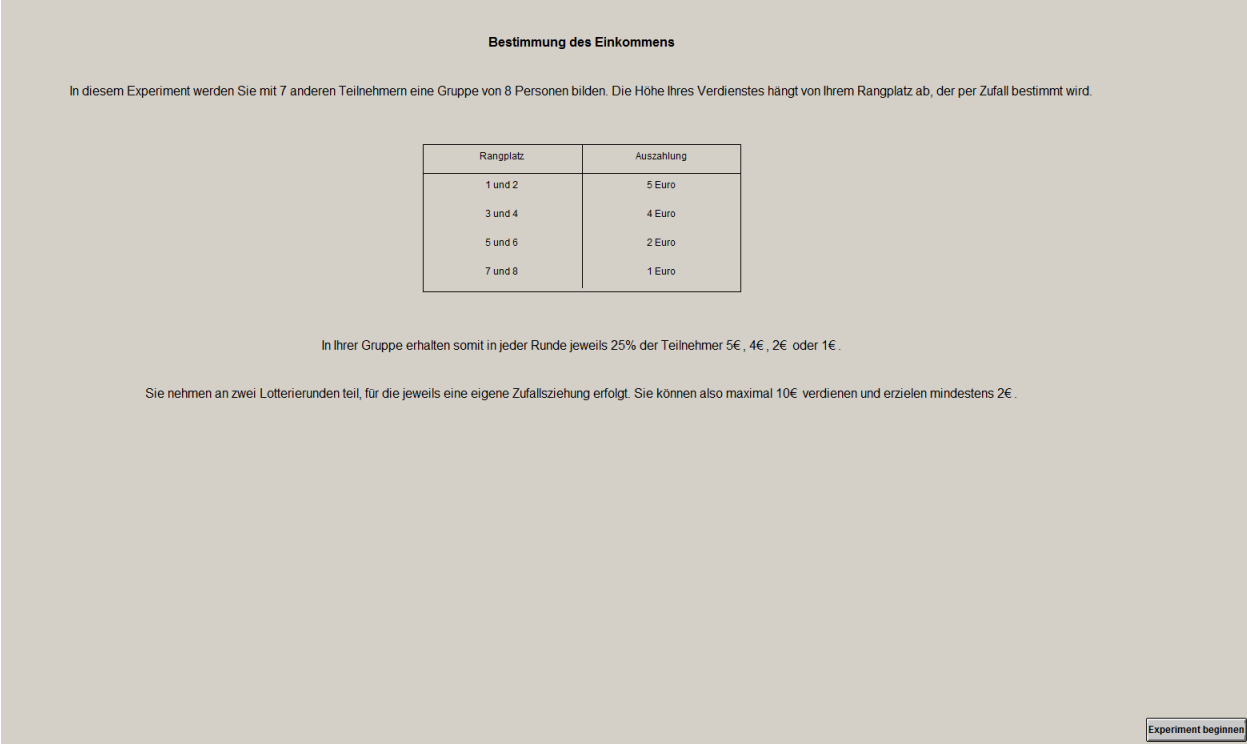 Bestimmung des Einkommens
In diesem Experiment werden Sie mit 7 anderen Teilnehmern eine Gruppe von 8 Personen bilden. Die Höhe Ihres Verdienstes hängt von Ihrem Rangplatz ab, der per Zufall bestimmt wird.
Rangplatz Auszahlung
1 und 2 5 Euro
3 und 4 4 Euro
5 und 6 2 Euro
7 und 8 1 Euro
In Ihrer Gruppe erhalten somit in jeder Runde jeweils 25% der Teilnehmer 5€ , 4€ , 2€ oder 1€ .
Sie nehmen an zwei Lotterierunden teil, für die jeweils eine eigene Zufallsziehung erfolgt. Sie können also maximal 10€ verdienen und erzielen mindestens 2€ .
Experiment beginnen